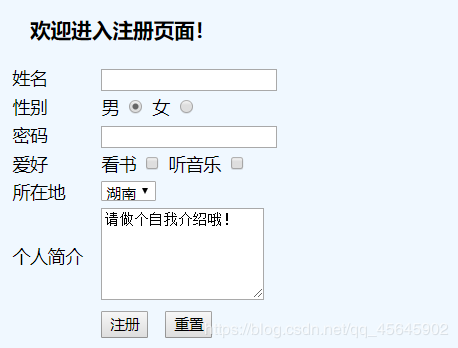 欢迎进入注册页面!
姓名
性别 男 女
密码
爱好 看书 听音乐
所在地 湖南
请做个自我介绍哦!
个人简介
注册 重置
https://blog.csdn.net/qq_45645902